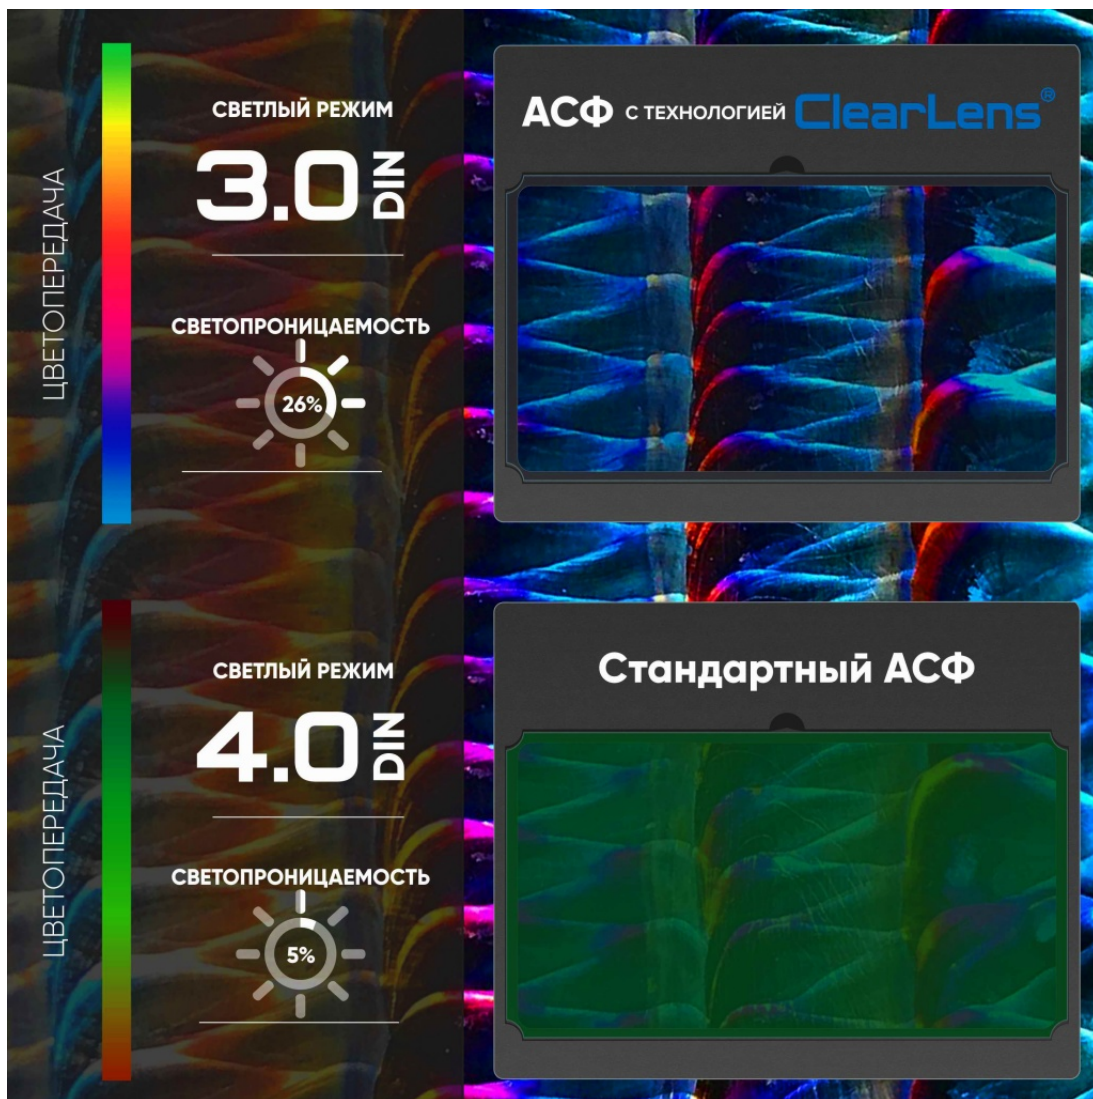 ЦВЕТОПЕРЕДАЧА
СВЕТЛЫЙ РЕЖИМ
3.0 DIN
СВЕТОПРОНИЦАЕМОСТЬ
26%
АСФ С ТЕХНОЛОГИЕЙ ClearLens®
ЦВЕТОПЕРЕДАЧА
СВЕТЛЫЙ РЕЖИМ
4.0 DIN
СВЕТОПРОНИЦАЕМОСТЬ
5%
Стандартный АСФ